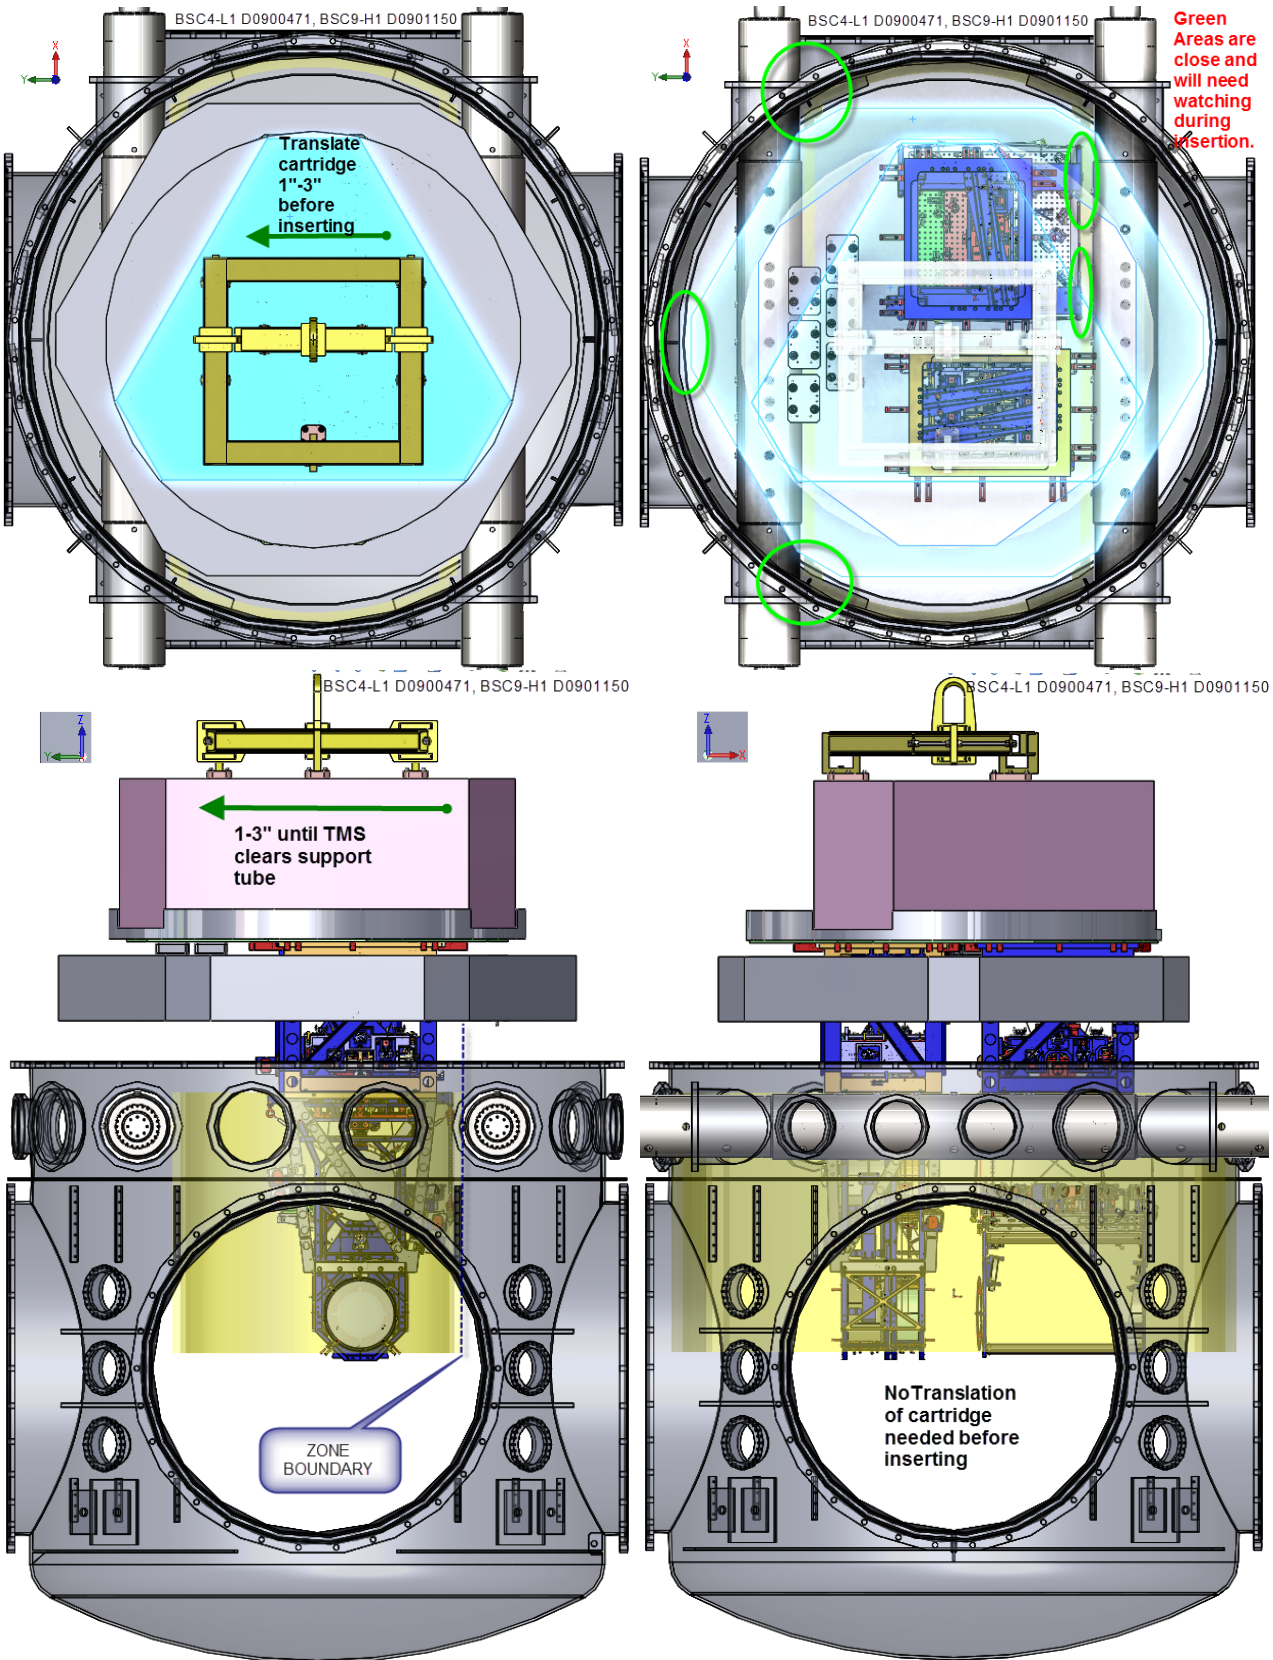 BSC4-L1 D0900471, BSC9-H1 D0901150
X
Y
Translate
cartridge
1"-3"
before
inserting
BSC4-L1 D0900471, BSC9-H1 D0901150
X
Y
Green
Areas are
close and
will need
watching
during
insertion.
BSC4-L1 D0900471, BSC9-H1 D0901150
Z
Y
1-3" until TMS
clears support
tube
ZONE
BOUNDARY
BSC4-L1 D0900471, BSC9-H1 D0901150
Z
X
NoTranslation
of cartridge
needed before
inserting